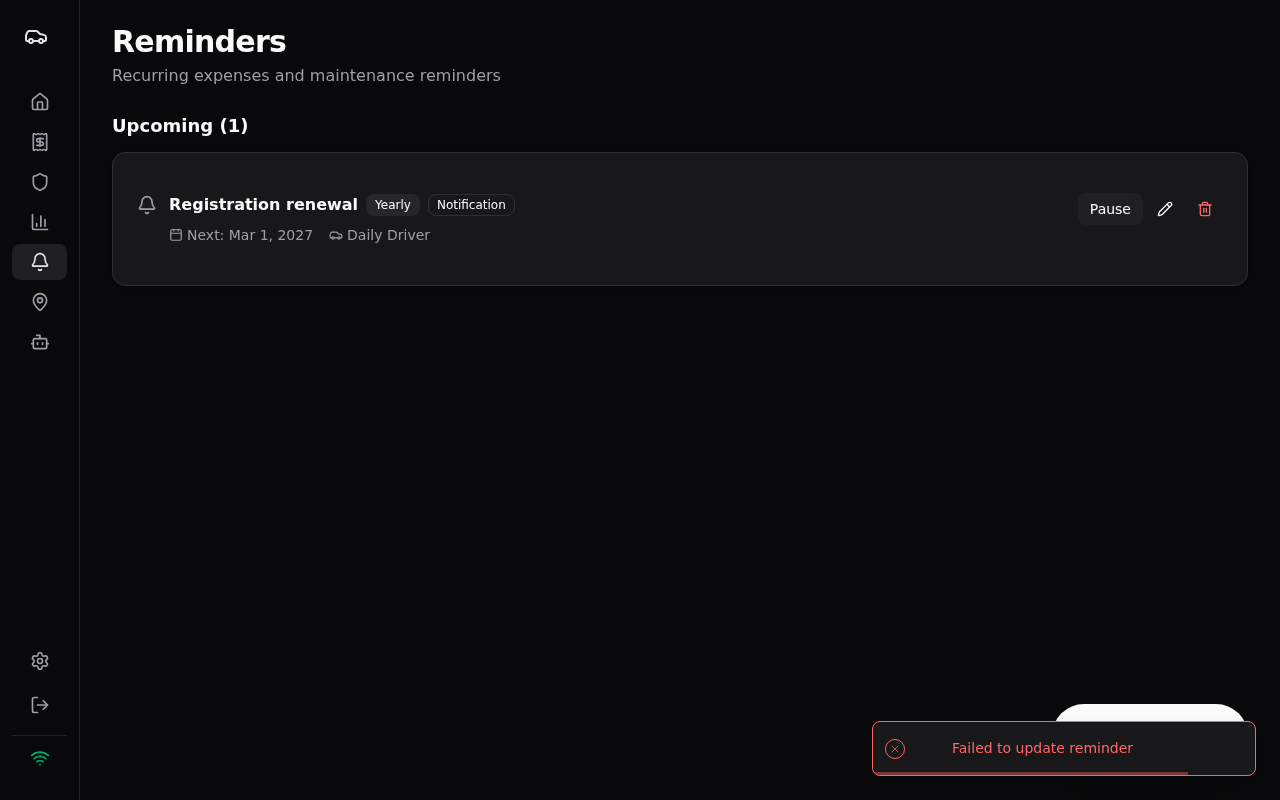 Reminders
Recurring expenses and maintenance reminders
Upcoming (1)
Registration renewal Yearly Notification
Pause
Next: Mar 1, 2027 Daily Driver
Failed to update reminder